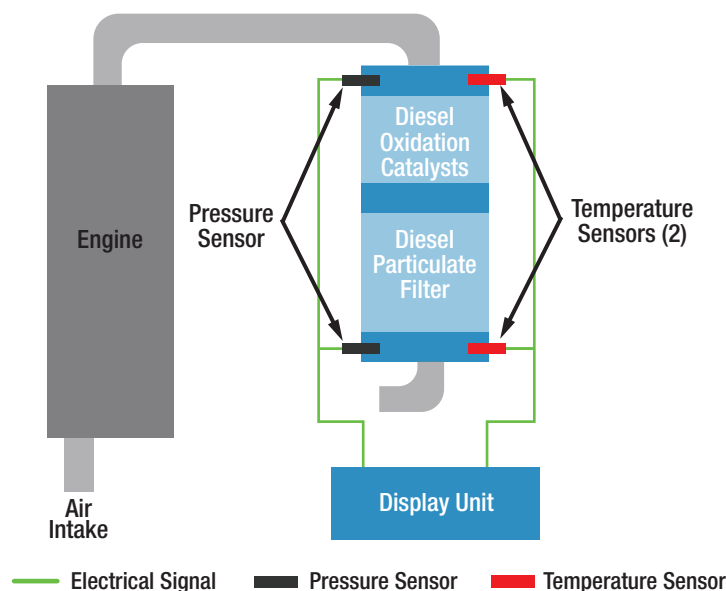 Diesel
Oxidation
Catalysts
Pressure
Sensor
Temperature
Sensors (2)
Engine
Diesel
Particulate
Filter
Air
Intake
Display Unit
Electrical Signal
Pressure Sensor
Temperature Sensor